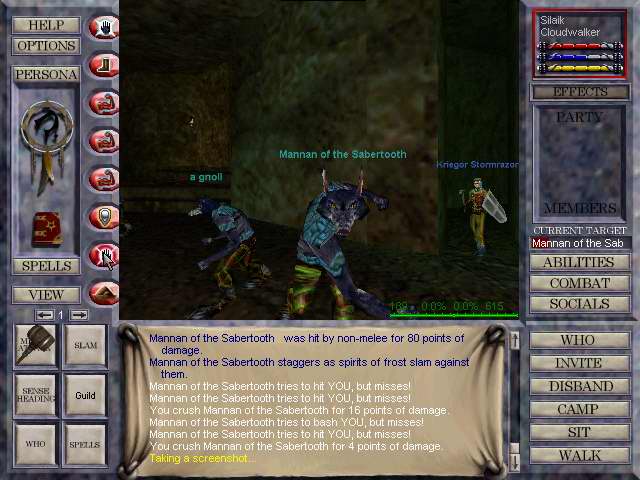 HELP
OPTIONS
PERSONA
SPELLS
VIEW
1
SLAM
SENSE
HEADING
Guild
WHO
SPELLS
Mannan of the Sabertooth
a gnoll
Kriegor Stormrazor
189 0.0% 0.0% 615
Mannan of the Sabertooth was hit by non-melee for 80 points of
damage.
Mannan of the Sabertooth staggers as spirits of frost slam against
them.
Mannan of the Sabertooth tries to hit YOU, but misses!
Mannan of the Sabertooth tries to hit YOU, but misses!
You crush Mannan of the Sabertooth for 16 points of damage.
Mannan of the Sabertooth tries to bash YOU, but misses!
Mannan of the Sabertooth tries to hit YOU, but misses!
You crush Mannan of the Sabertooth for 4 points of damage.
Taking a screenshot...
Silaik
Cloudwalker
EFFECTS
PARTY
MEMBERS
CURRENT TARGET
Mannan of the Sab
ABILITIES
COMBAT
SOCIALS
WHO
INVITE
DISBAND
CAMP
SIT
WALK